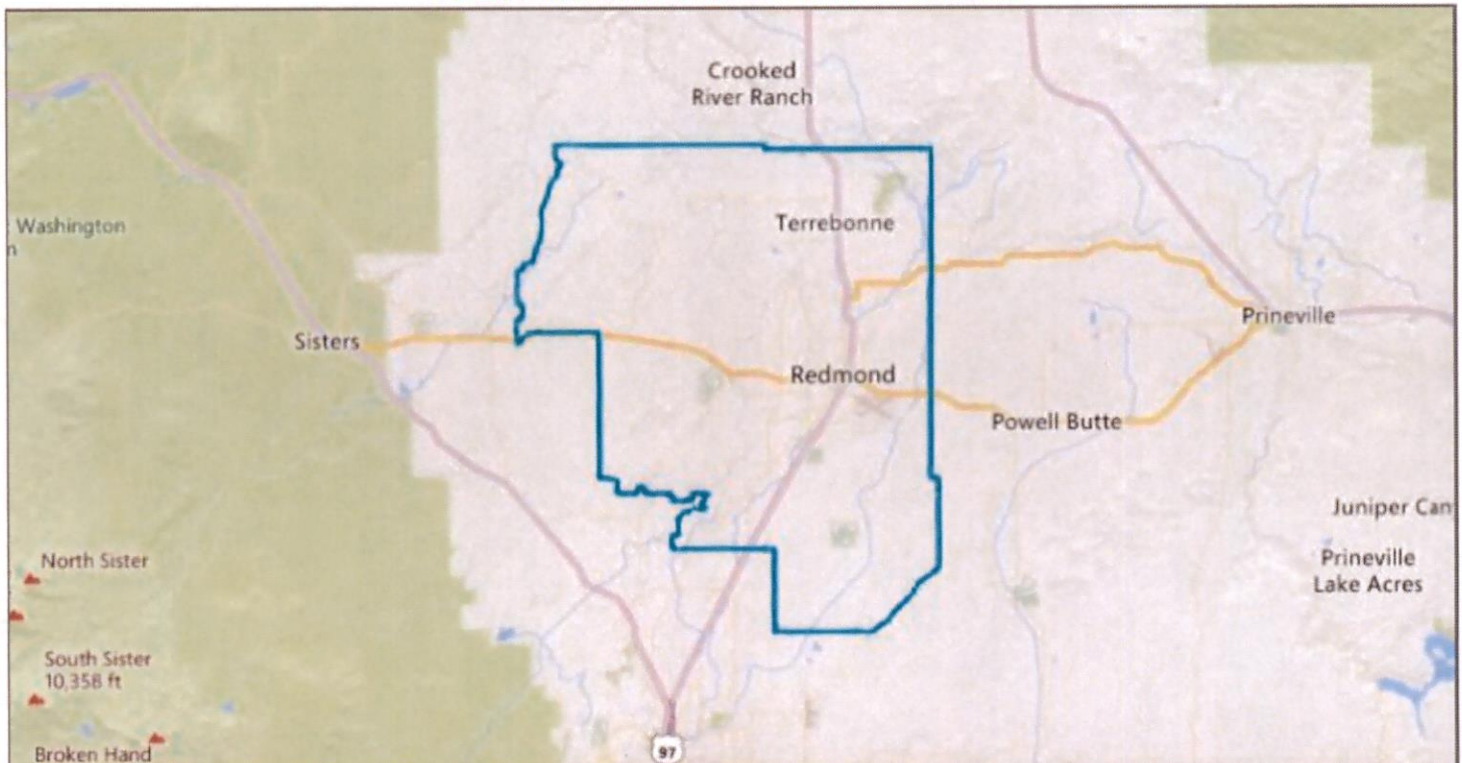 Crooked
River Ranch
Washington
Terrebonne
Prineville
Sisters
Redmond
Powell Butte
Juniper Can
North Sister
Prineville
Lake Acres
South Sister
10,358 ft
Broken Hand
97